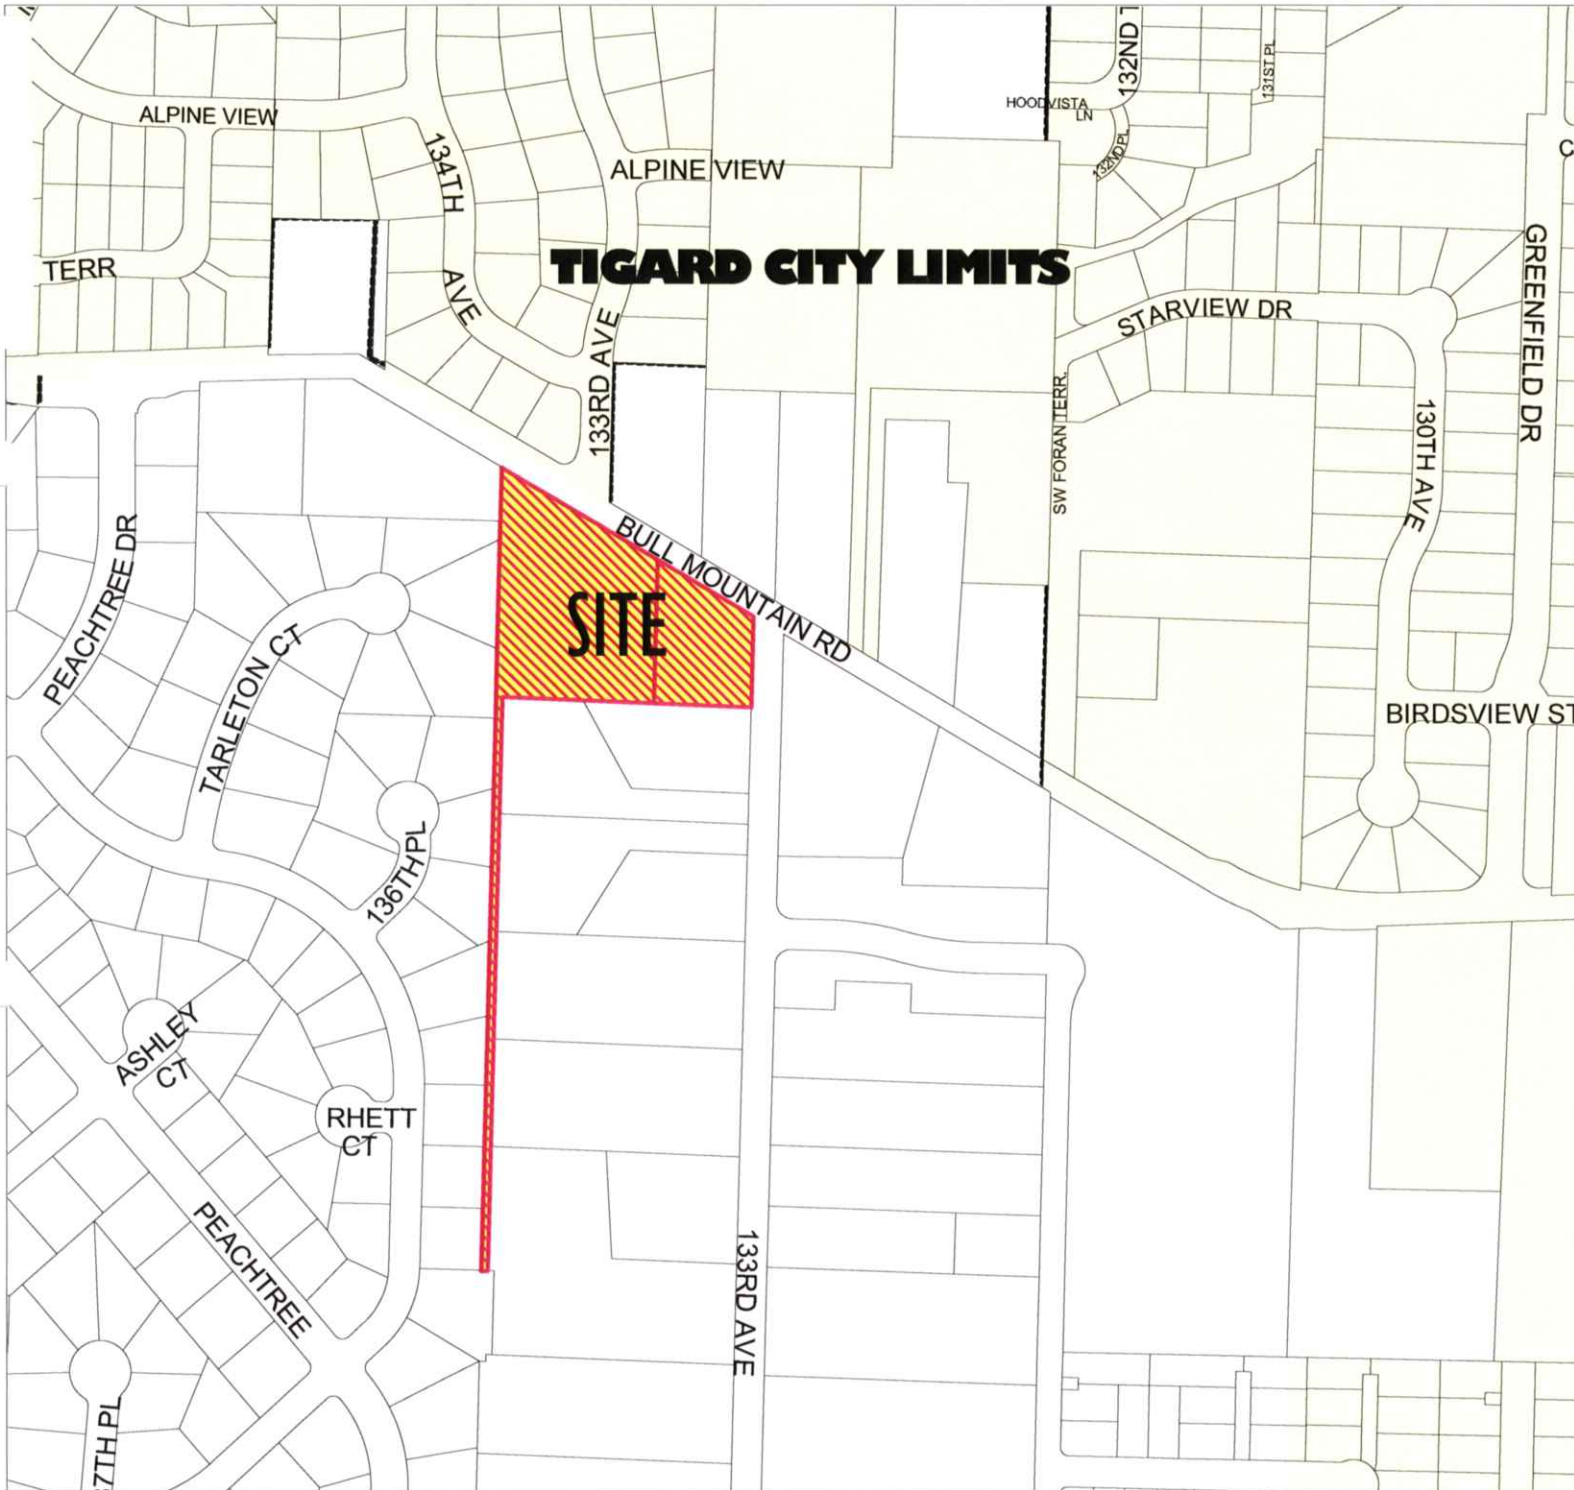 132ND
131ST PL
HOODVISTA
LN
ALPINE VIEW
134TH
AVE
132ND PL
ALPINE VIEW
TERR
TIGARD CITY LIMITS
GREENFIELD DR
STARVIEW DR
133RD AVE
SW FORAN TERR.
130TH AVE
PEACHTREE DR
BULL MOUNTAIN RD
SITE
TARLETON CT
BIRDSVIEW ST
136TH PL
ASHLEY
CT
RHETT
CT
PEACHTREE
133RD AVE
7TH PL